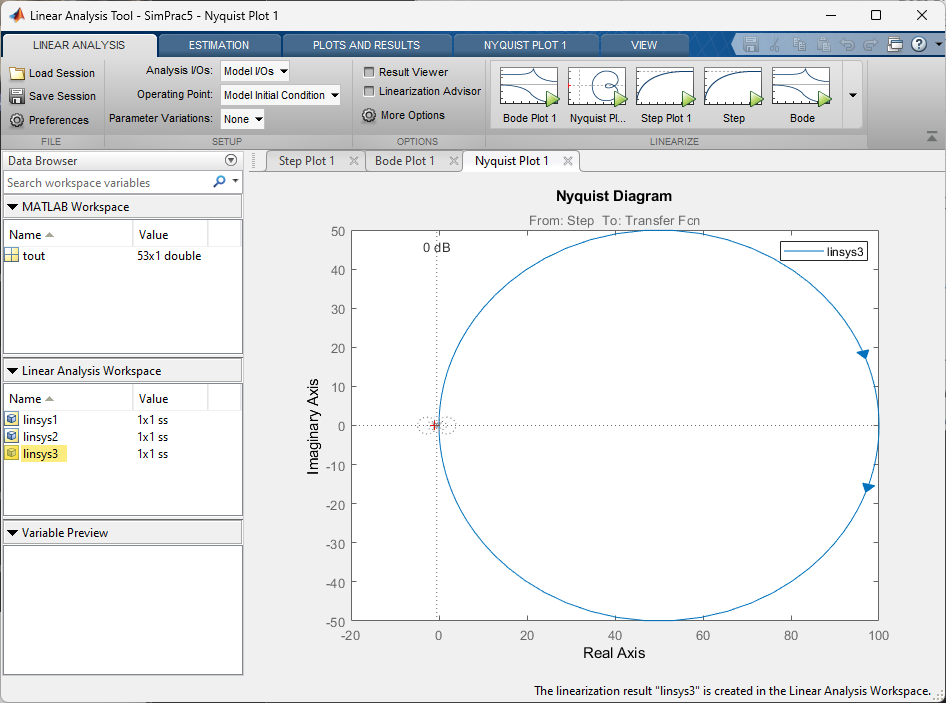 Linear Analysis Tool - SimPrac5 - Nyquist Plot 1
LINEAR ANALYSIS ESTIMATION PLOTS AND RESULTS NYQUIST PLOT 1 VIEW
Load Session
Save Session
Preferences
FILE
Analysis I/Os: Model I/Os
Operating Point: Model Initial Condition
Parameter Variations: None
SETUP
Result Viewer
Linearization Advisor
More Options
OPTIONS
Bode Plot 1 Nyquist Pl... Step Plot 1 Step Bode
LINEARIZE
Data Browser
Search workspace variables
MATLAB Workspace
Name Value
tout 53x1 double
Linear Analysis Workspace
Name Value
linsys1 1x1 ss
linsys2 1x1 ss
linsys3 1x1 ss
Variable Preview
Step Plot 1 Bode Plot 1 Nyquist Plot 1
Nyquist Diagram
From: Step To: Transfer Fcn
0 dB
linsys3
50
40
30
20
10
0
-10
-20
-30
-40
-50
Imaginary Axis
-20 0 20 40 60 80 100
Real Axis
The linearization result "linsys3" is created in the Linear Analysis Workspace.